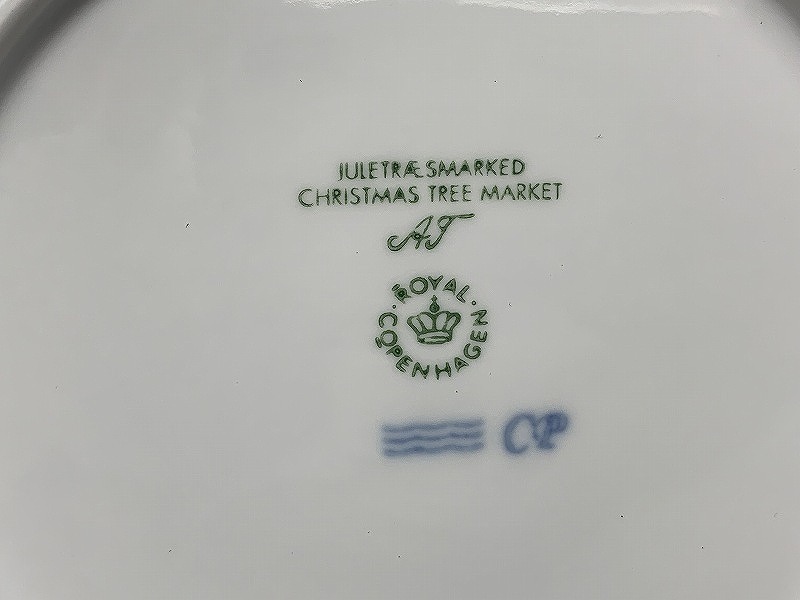 JULETRÆSMARKED
CHRISTMAS TREE MARKET
AT
ROYAL
COPENHAGEN
CP